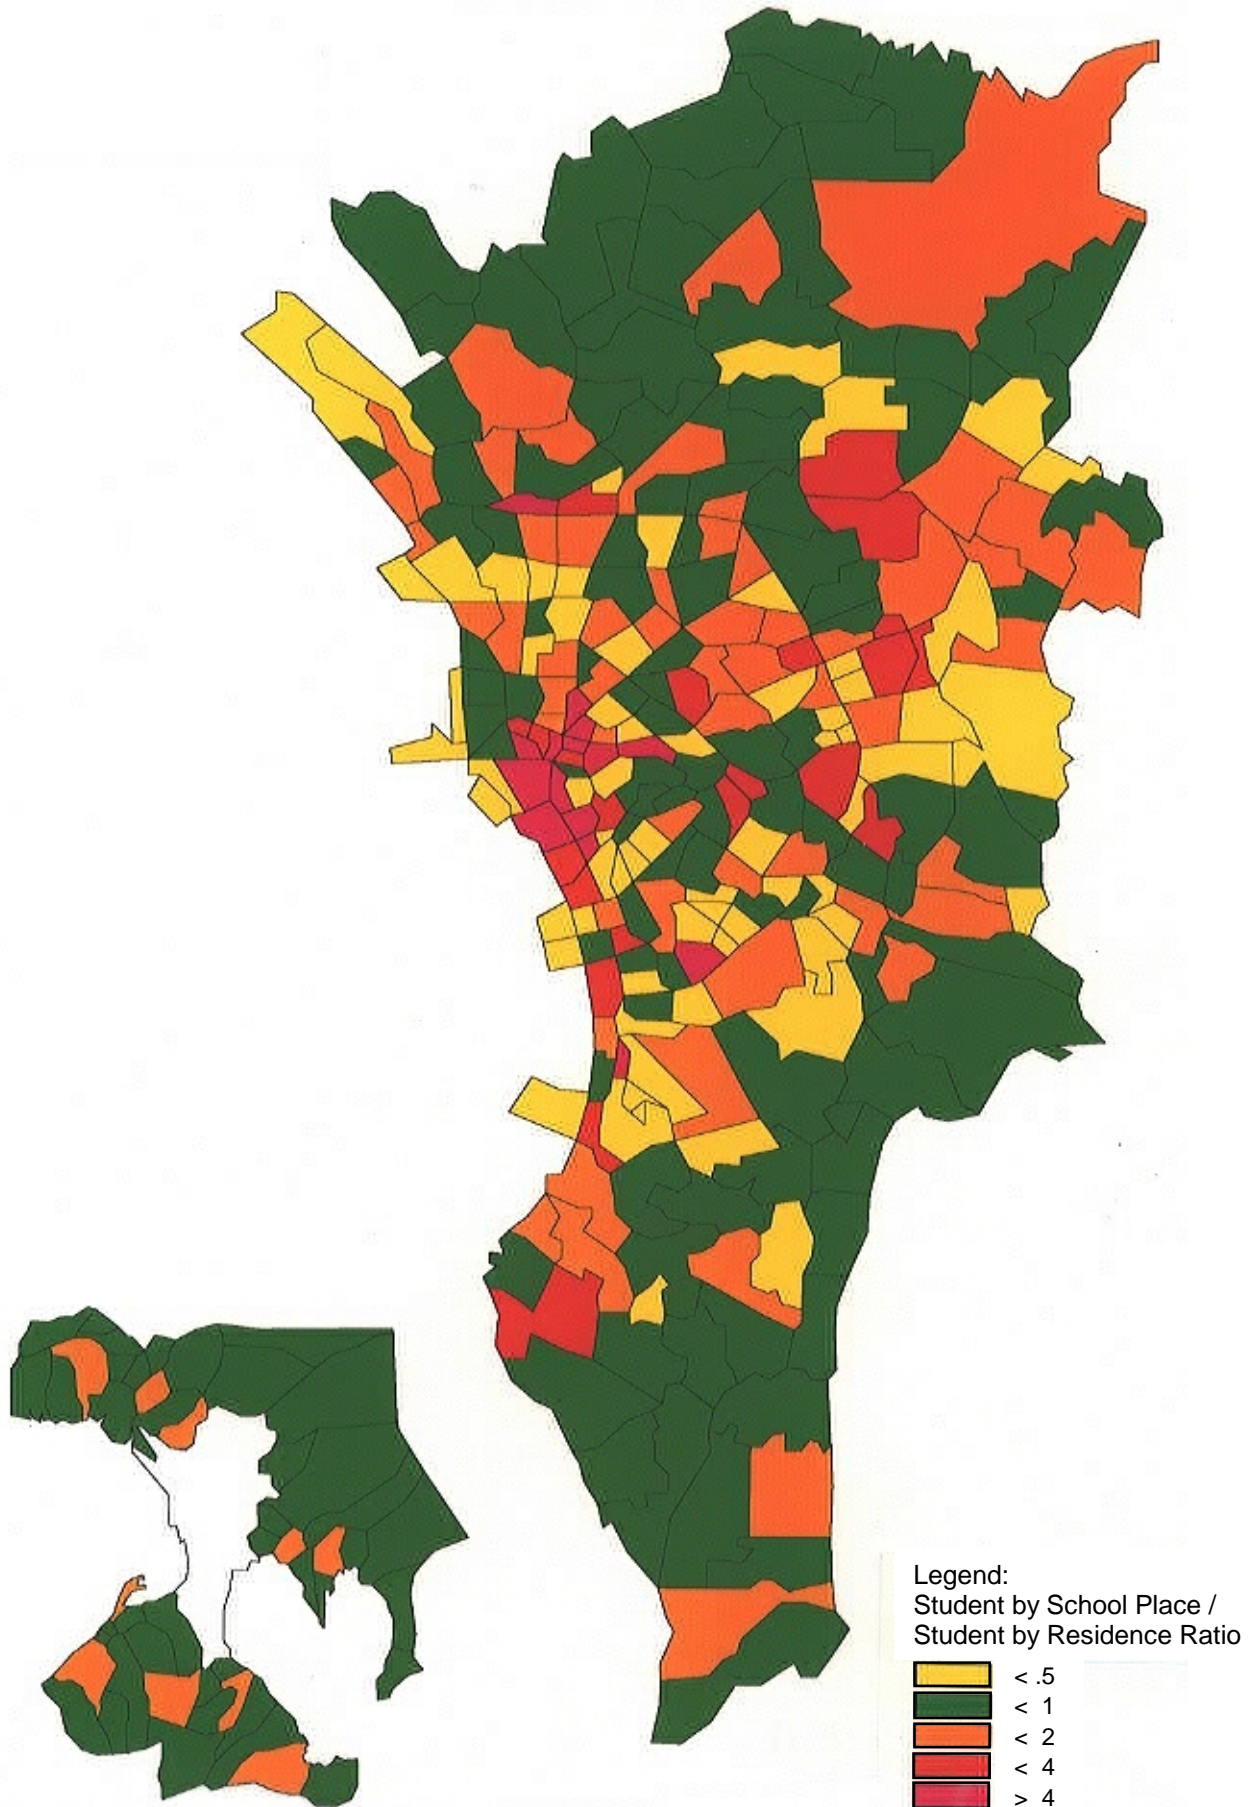 Legend:
Student by School Place /
Student by Residence Ratio
< .5
< 1
< 2
< 4
> 4